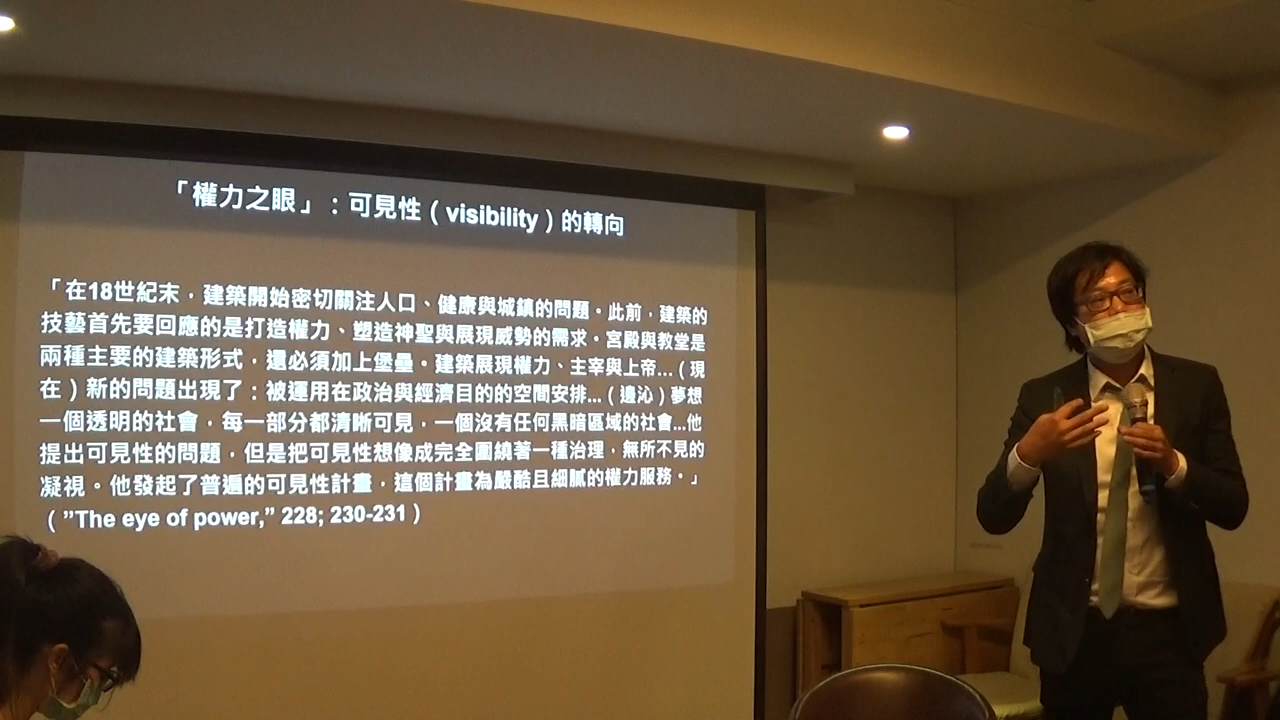 「權力之眼」：可見性（visibility）的轉向
「在18世紀末，建築開始密切關注人口、健康與城鎮的問題。此前，建築的
技藝首先要回應的是打造權力、塑造神聖與展現威勢的需求。宮殿與教堂是
兩種主要的建築形式，還必須加上堡壘。建築展現權力、主宰與上帝...（現
在）新的問題出現了：被運用在政治與經濟目的的空間安排...（邊沁）夢想
一個透明的社會，每一部分都清晰可見，一個沒有任何黑暗區域的社會...他
提出可見性的問題，但是把可見性想像成完全圍繞著一種治理，無所不見的
凝視。他發起了普遍的可見性計畫，這個計畫為嚴酷且細膩的權力服務。」
（”The eye of power,” 228; 230-231）